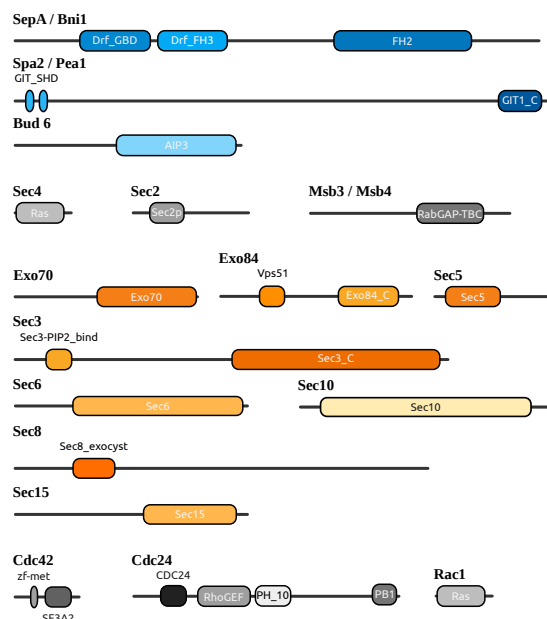 SepA / Bni1
Drf_GBD Drf_FH3 FH2
Spa2 / Pea1
GIT_SHD
GIT1_C
Bud 6
AIP3
Sec4 Sec2 Msb3 / Msb4
Ras Sec2p RabGAP-TBC
Exo84
Exo70 Vps51 Sec5
Exo70 Exo84_C Sec5
Sec3
Sec3-PIP2_bind
Sec3_C
Sec6 Sec10
Sec6 Sec10
Sec8
Sec8_exocyst
Sec15
Sec15
Cdc42 Cdc24 Rac1
zf-met CDC24
RhoGEF PH_10 PB1 Ras
SF3A2